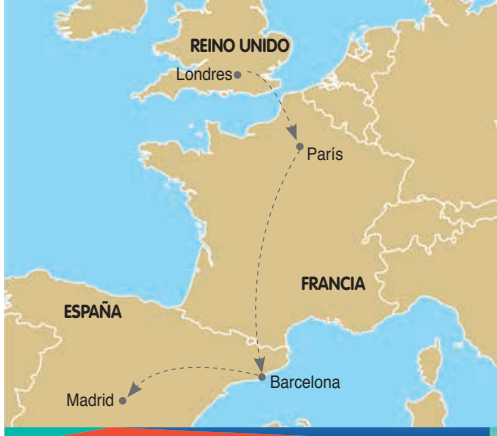 REINO UNIDO
Londres
París
FRANCIA
ESPAÑA
Barcelona
Madrid